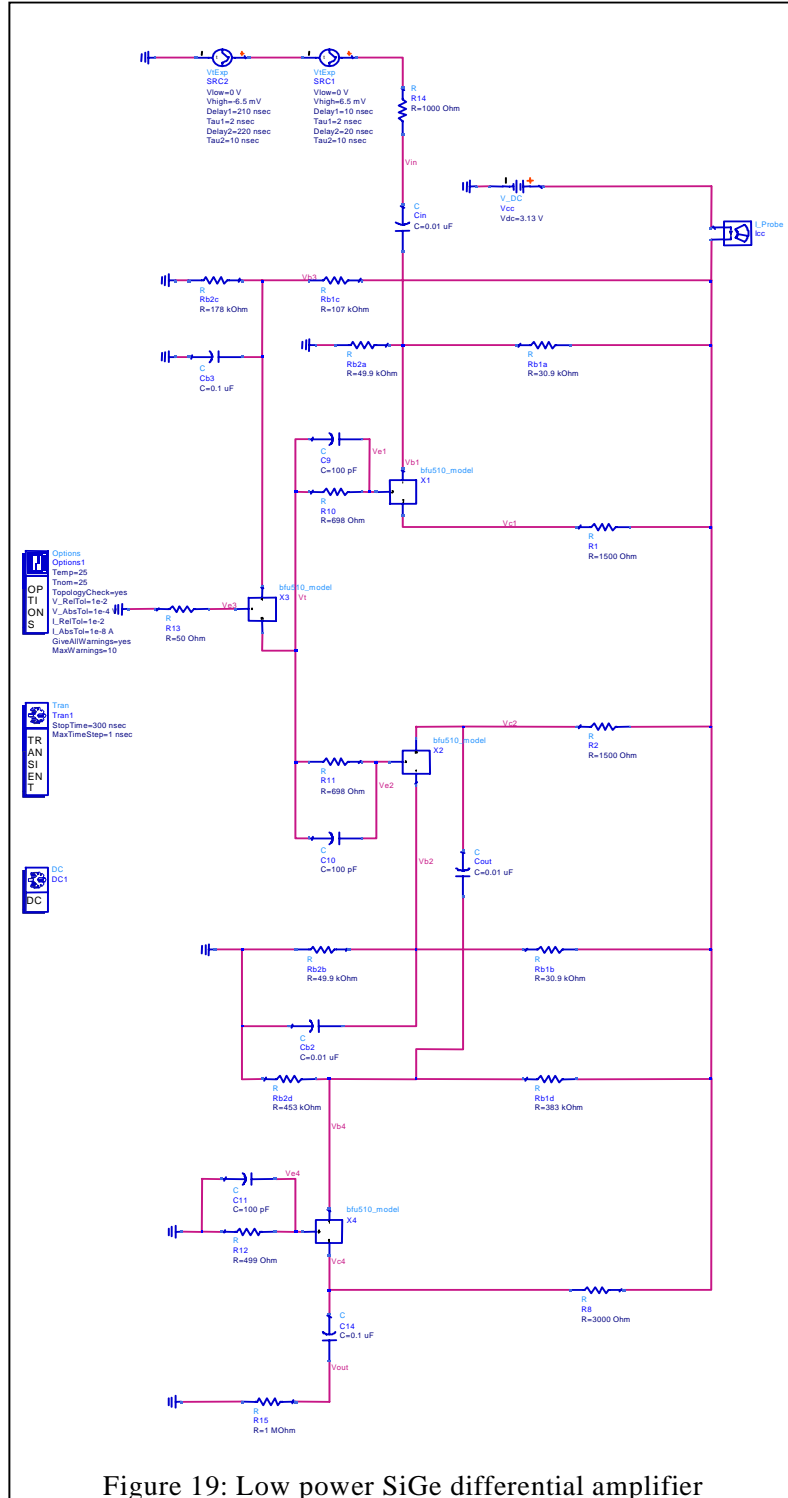 VtExp
SRC2
Vlow=0 V
Vhigh=-6.5 mV
Delay1=210 nsec
Tau1=2 nsec
Delay2=220 nsec
Tau2=10 nsec
VtExp
SRC1
Vlow=0 V
Vhigh=6.5 mV
Delay1=10 nsec
Tau1=2 nsec
Delay2=20 nsec
Tau2=10 nsec
R
R14
R=1000 Ohm
Vin
V_DC
Vcc
Vdc=3.13 V
I_Probe
Icc
C
Cin
C=0.01 uF
R
Rb2c
R=178 kOhm
Vb3
R
Rb1c
R=107 kOhm
C
Cb3
C=0.1 uF
R
Rb2a
R=49.9 kOhm
R
Rb1a
R=30.9 kOhm
C
C9
C=100 pF
Ve1
Vb1
bfu510_model
X1
R
R10
R=698 Ohm
Vc1
R
R1
R=1500 Ohm
Options
Options1
Temp=25
Tnom=25
TopologyCheck=yes
V_RelTol=1e-2
V_AbsTol=1e-4 V
I_RelTol=1e-2
I_AbsTol=1e-8 A
GiveAllWarnings=yes
MaxWarnings=10
OP
TI
ON
S
R
R13
R=50 Ohm
Ve3
bfu510_model
X3
Vt
Tran
Tran1
StopTime=300 nsec
MaxTimeStep=1 nsec
TR
AN
SI
EN
T
R
R11
R=698 Ohm
Ve2
bfu510_model
X2
Vc2
R
R2
R=1500 Ohm
C
C10
C=100 pF
Vb2
C
Cout
C=0.01 uF
DC
DC1
DC
R
Rb2b
R=49.9 kOhm
R
Rb1b
R=30.9 kOhm
C
Cb2
C=0.01 uF
R
Rb2d
R=453 kOhm
R
Rb1d
R=383 kOhm
Vb4
C
C11
C=100 pF
Ve4
bfu510_model
X4
R
R12
R=499 Ohm
Vc4
R
R8
R=3000 Ohm
C
C14
C=0.1 uF
Vout
R
R15
R=1 MOhm
Figure 19: Low power SiGe differential amplifier